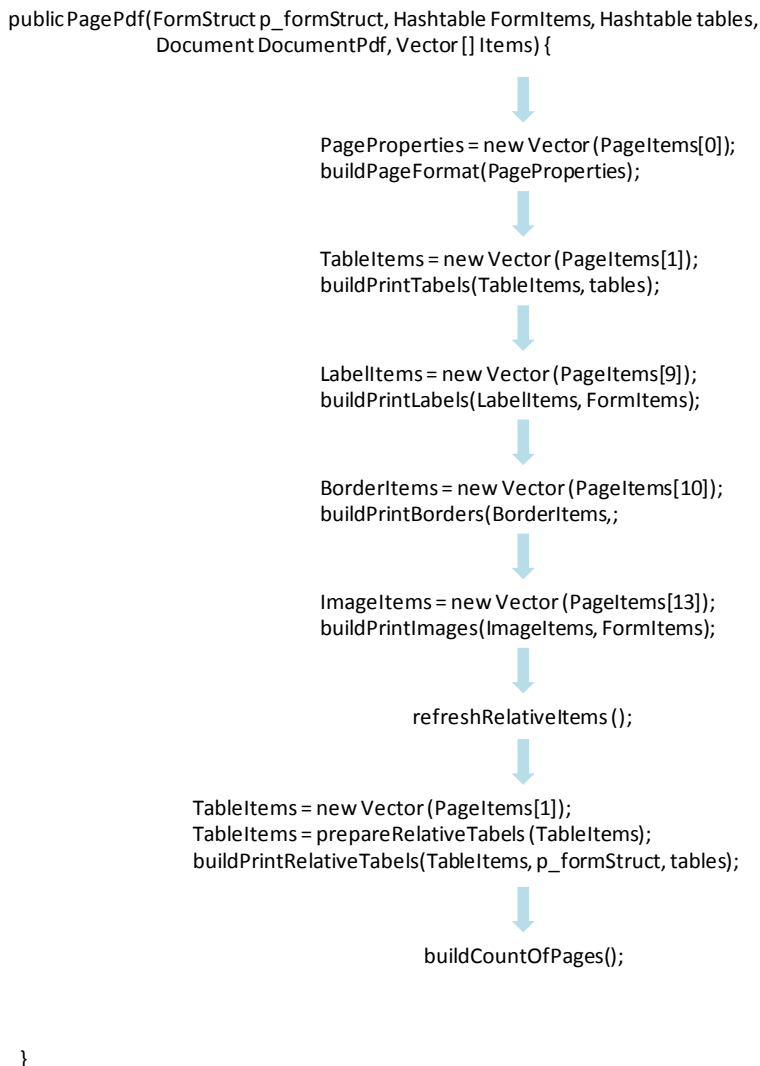 public PagePdf(FormStruct p_formStruct, Hashtable FormItems, Hashtable tables,
Document DocumentPdf, Vector [] Items) {
PageProperties = new Vector (PageItems[0]);
buildPageFormat(PageProperties);
TableItems = new Vector (PageItems[1]);
buildPrintTabels(TableItems, tables);
LabelItems = new Vector (PageItems[9]);
buildPrintLabels(LabelItems, FormItems);
BorderItems = new Vector (PageItems[10]);
buildPrintBorders(BorderItems,;
ImageItems = new Vector (PageItems[13]);
buildPrintImages(ImageItems, FormItems);
refreshRelativeItems ();
TableItems = new Vector (PageItems[1]);
TableItems = prepareRelativeTabels (TableItems);
buildPrintRelativeTabels(TableItems, p_formStruct, tables);
buildCountOfPages();
}